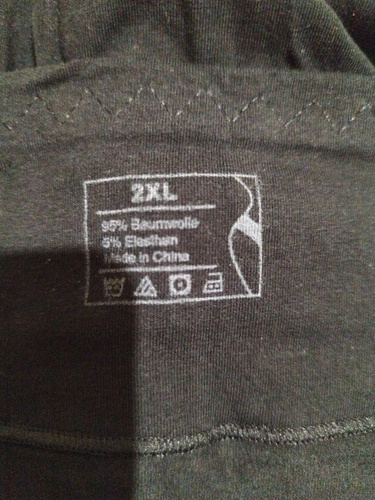 2XL
95% Baumwolle
5% Elasthan
Made in China